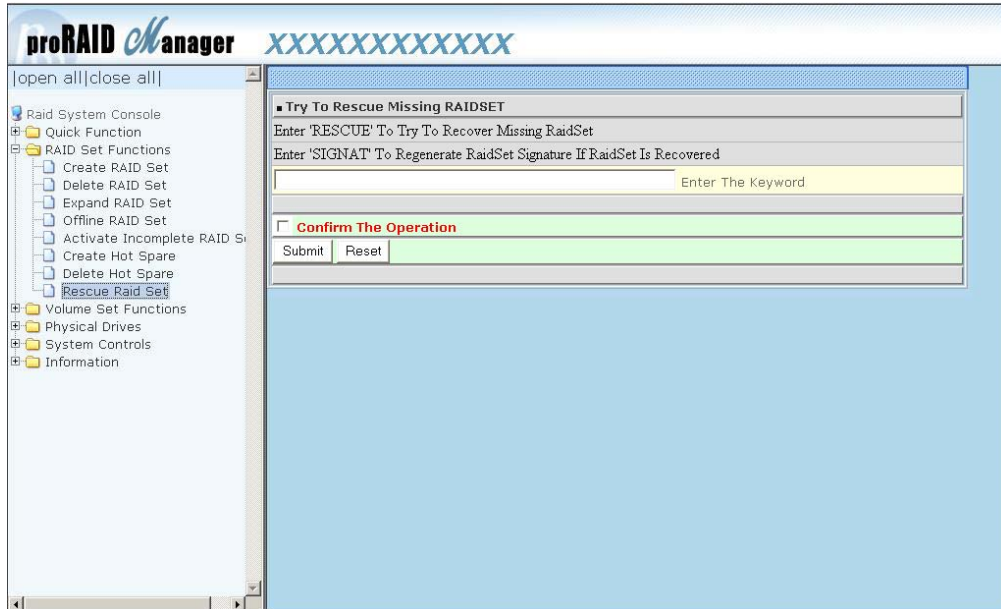 proRAID Manager XXXXXXXXXXXX
|open all|close all|
Raid System Console
Quick Function
RAID Set Functions
Create RAID Set
Delete RAID Set
Expand RAID Set
Offline RAID Set
Activate Incomplete RAID S
Create Hot Spare
Delete Hot Spare
Rescue Raid Set
Volume Set Functions
Physical Drives
System Controls
Information
Try To Rescue Missing RAIDSET
Enter 'RESCUE' To Try To Recover Missing RaidSet
Enter 'SIGNAT' To Regenerate RaidSet Signature If RaidSet Is Recovered
Enter The Keyword
Confirm The Operation
Submit Reset